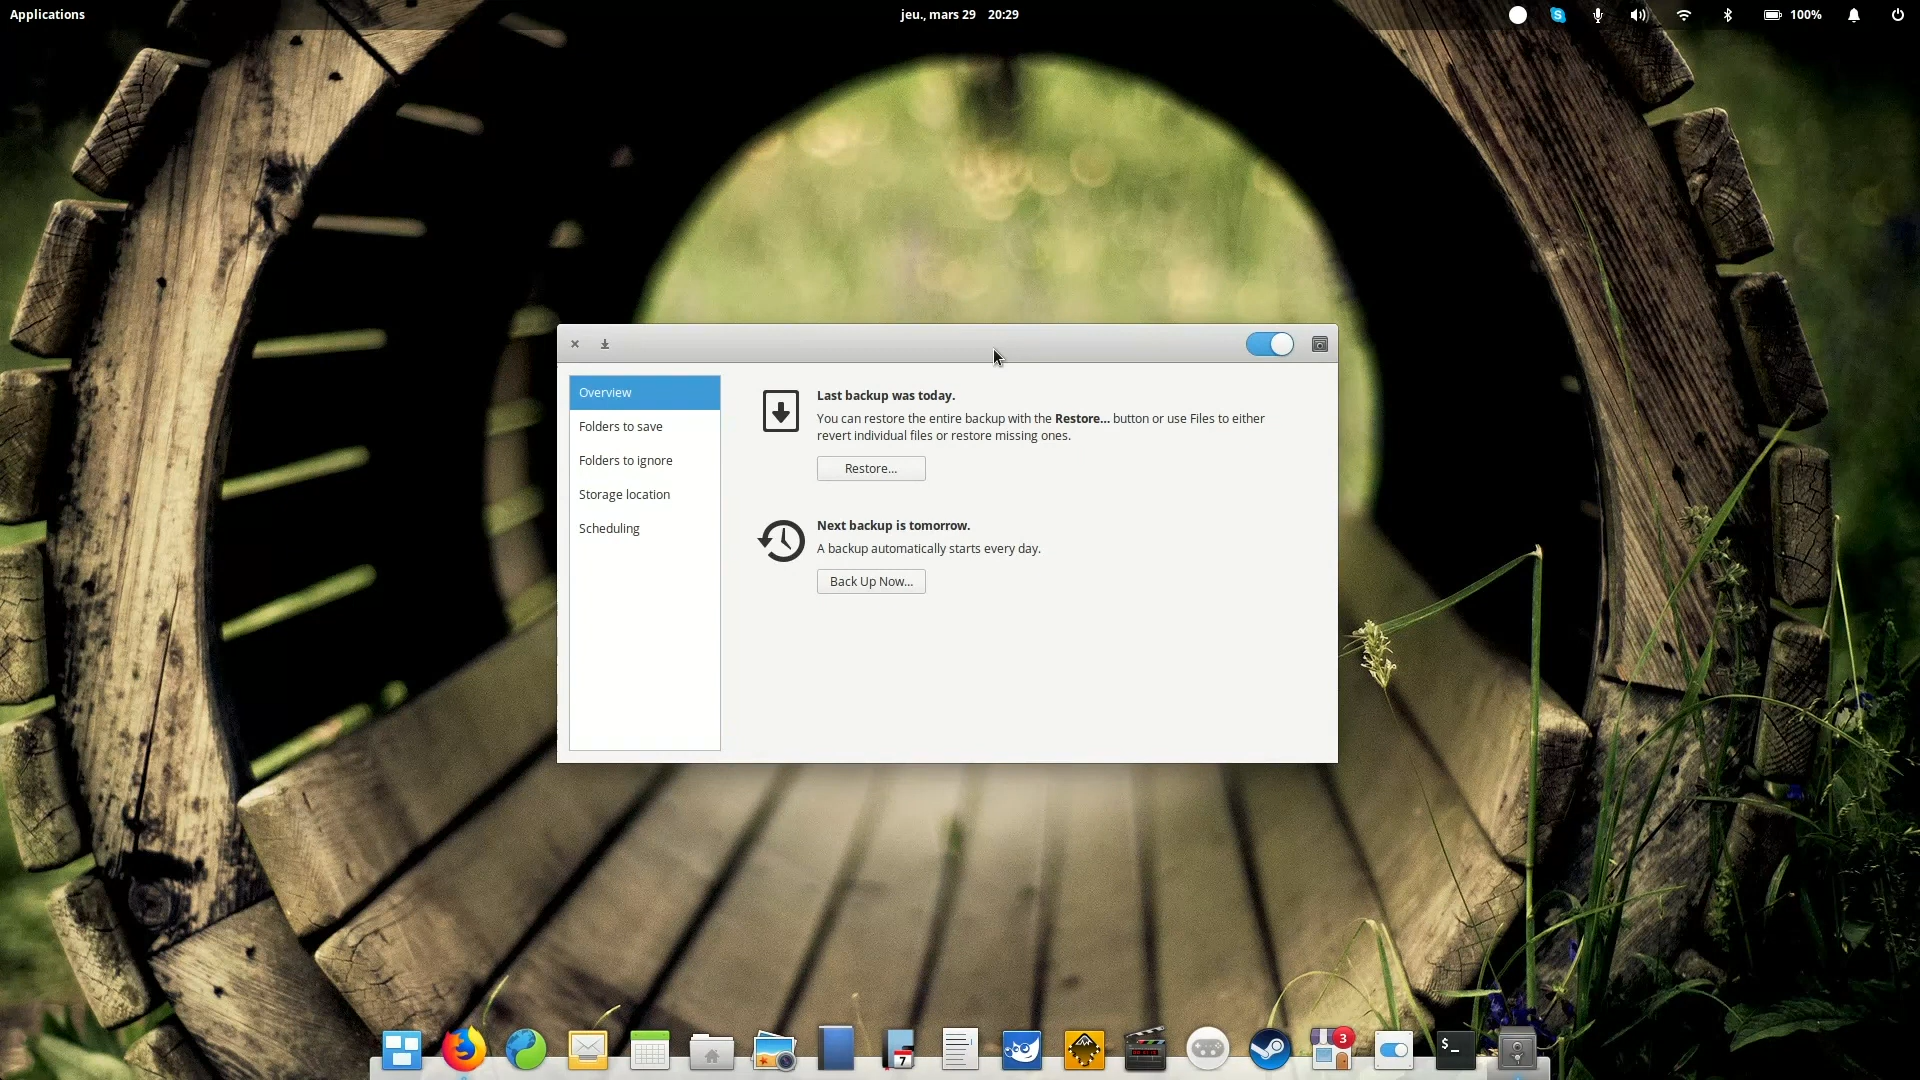 Applications
jeu., mars 29 20:29
100%
Overview
Folders to save
Folders to ignore
Storage location
Scheduling
Last backup was today.
You can restore the entire backup with the Restore... button or use Files to either
revert individual files or restore missing ones.
Restore...
Next backup is tomorrow.
A backup automatically starts every day.
Back Up Now...
7
3
$_